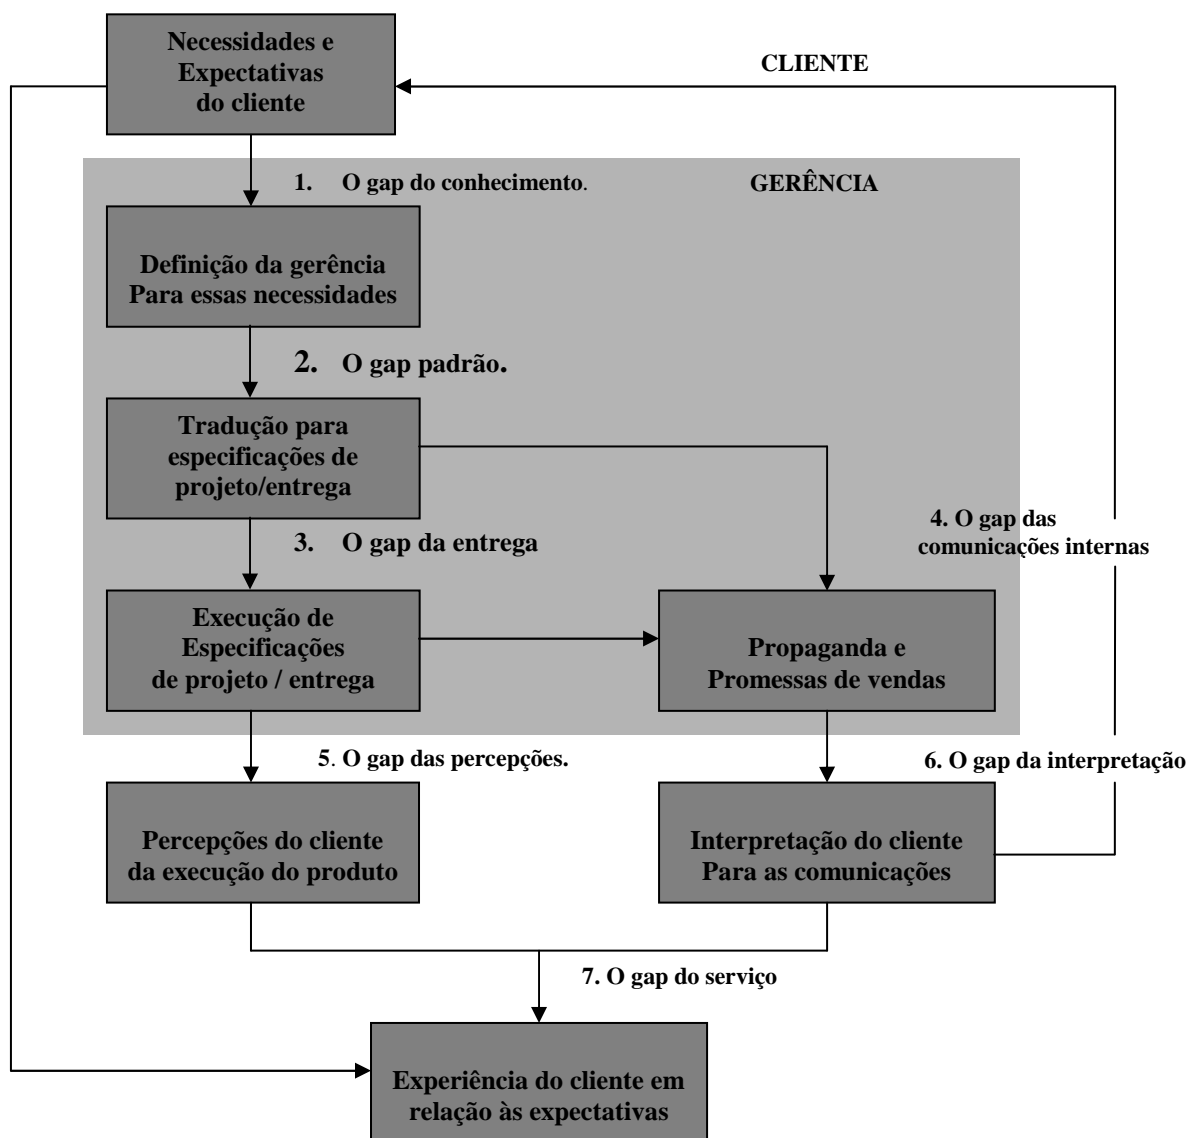 Necessidades e
Expectativas
do cliente
CLIENTE
1. O gap do conhecimento.
GERÊNCIA
Definição da gerência
Para essas necessidades
2. O gap padrão.
Tradução para
especificações de
projeto/entrega
3. O gap da entrega
4. O gap das
comunicações internas
Execução de
Especificações
de projeto / entrega
Propaganda e
Promessas de vendas
5. O gap das percepções.
6. O gap da interpretação
Percepções do cliente
da execução do produto
Interpretação do cliente
Para as comunicações
7. O gap do serviço
Experiência do cliente em
relação às expectativas